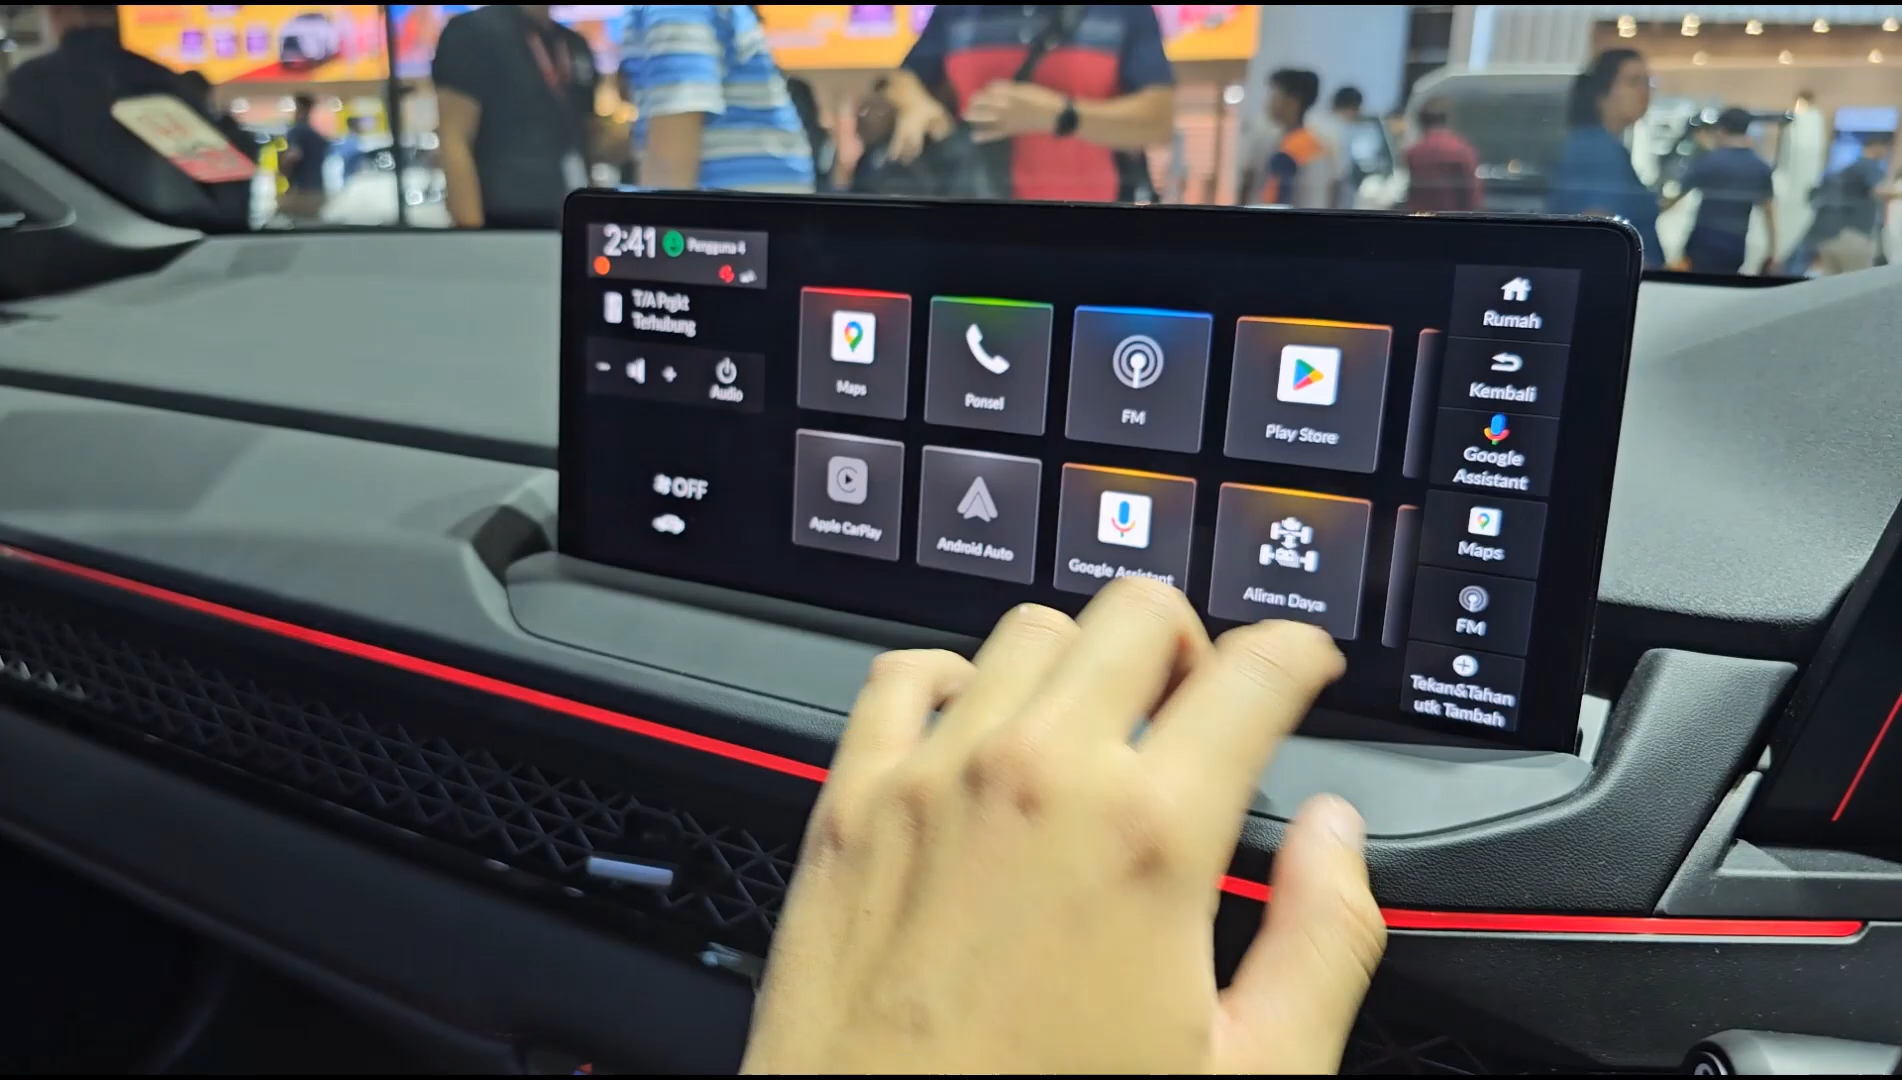 2:41
Pengguna 4
T/A Prgkt
Terhubung
Audio
OFF
Maps
Ponsel
FM
Play Store
Apple CarPlay
Android Auto
Google Assistant
Aliran Daya
Rumah
Kembali
Google
Assistant
Maps
FM
Tekan&Tahan
utk Tambah